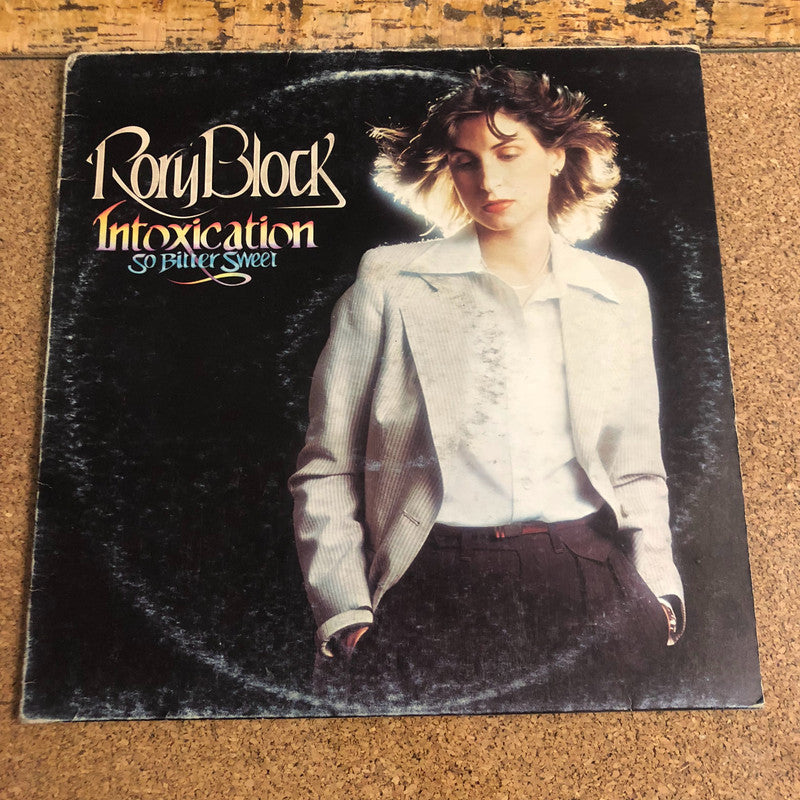 Rory Block
Intoxication
So Bitter Sweet